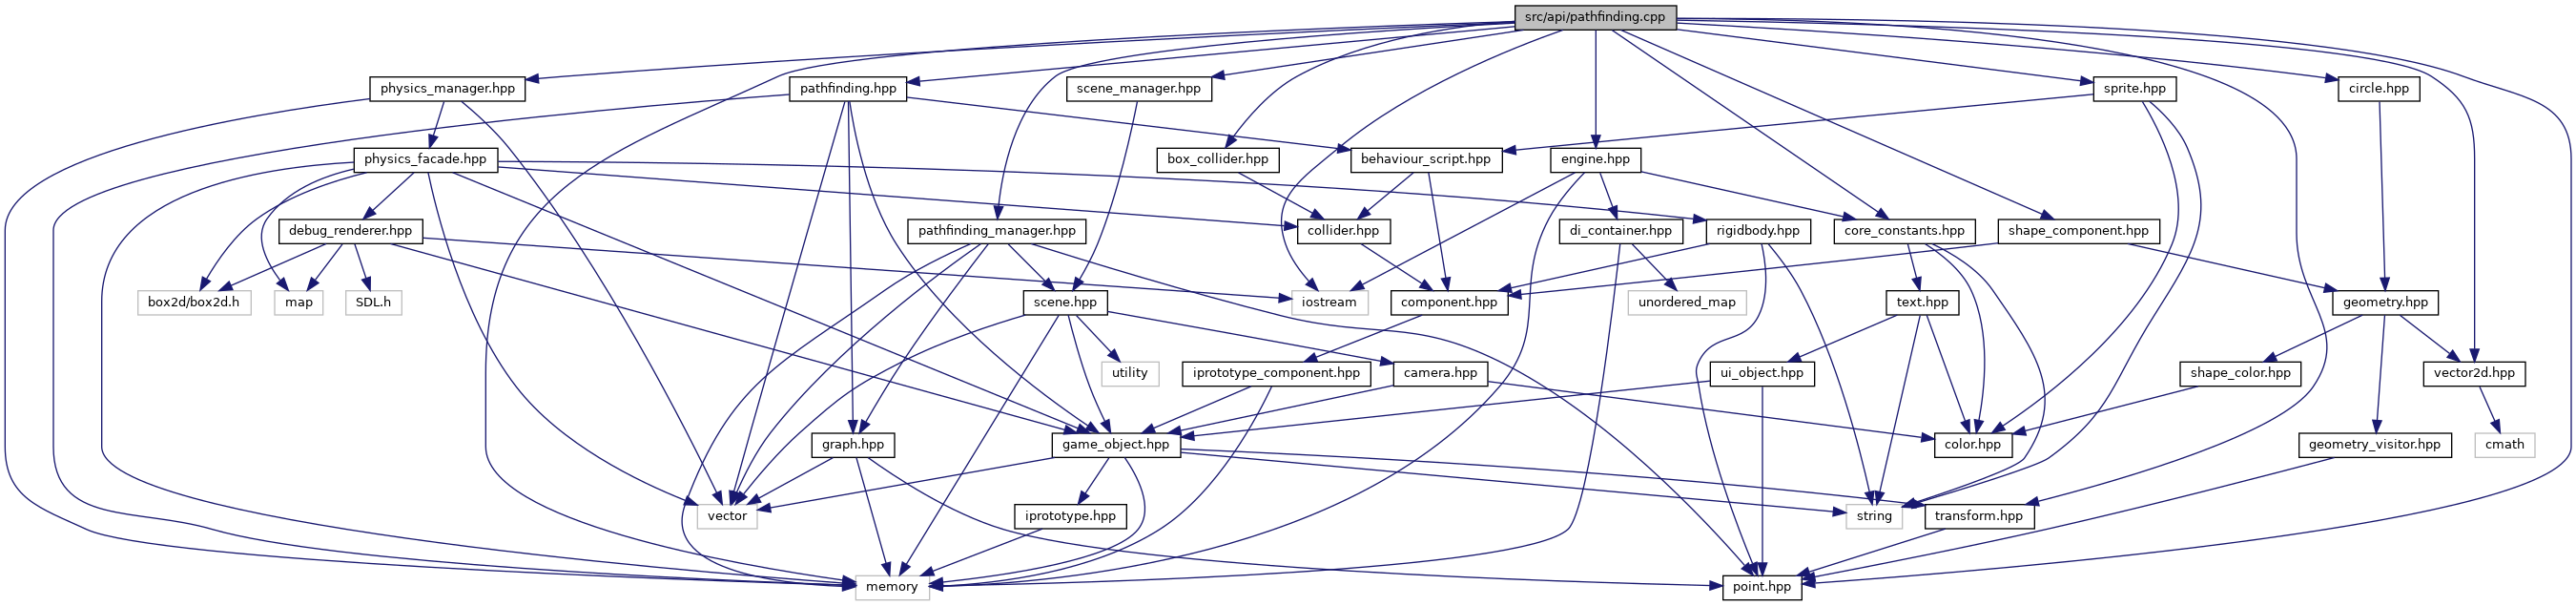 src/api/pathfinding.cpp
physics_manager.hpp
pathfinding.hpp
scene_manager.hpp
sprite.hpp
circle.hpp
physics_facade.hpp
box_collider.hpp
behaviour_script.hpp
engine.hpp
debug_renderer.hpp
pathfinding_manager.hpp
collider.hpp
di_container.hpp
rigidbody.hpp
core_constants.hpp
shape_component.hpp
box2d/box2d.h
map
SDL.h
scene.hpp
iostream
component.hpp
unordered_map
text.hpp
geometry.hpp
utility
iprototype_component.hpp
camera.hpp
ui_object.hpp
shape_color.hpp
vector2d.hpp
graph.hpp
game_object.hpp
color.hpp
geometry_visitor.hpp
cmath
vector
iprototype.hpp
string
transform.hpp
memory
point.hpp